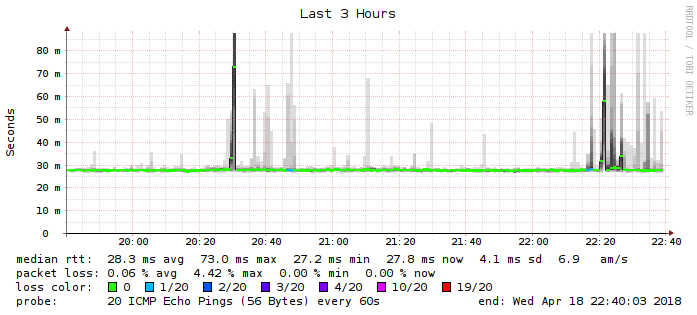 Last 3 Hours
RRDTOOL / TOBI OETIKER
Seconds
80 m
70 m
60 m
50 m
40 m
30 m
20 m
10 m
0
20:00 20:20 20:40 21:00 21:20 21:40 22:00 22:20 22:40
median rtt: 28.3 ms avg 73.0 ms max 27.2 ms min 27.8 ms now 4.1 ms sd 6.9 am/s
packet loss: 0.06 % avg 4.42 % max 0.00 % min 0.00 % now
loss color: 0 1/20 2/20 3/20 4/20 10/20 19/20
probe: 20 ICMP Echo Pings (56 Bytes) every 60s end: Wed Apr 18 22:40:03 2018